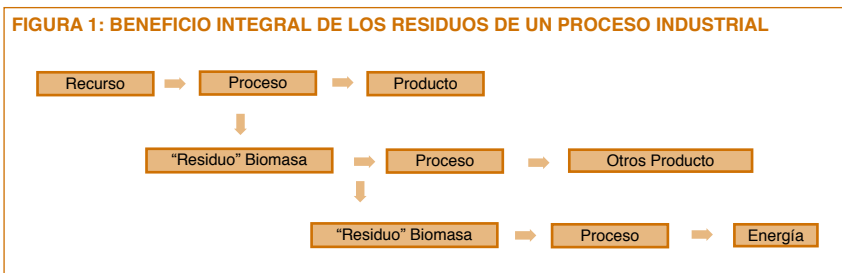 FIGURA 1: BENEFICIO INTEGRAL DE LOS RESIDUOS DE UN PROCESO INDUSTRIAL
Recurso Proceso Producto
“Residuo” Biomasa Proceso Otros Producto
“Residuo” Biomasa Proceso Energía